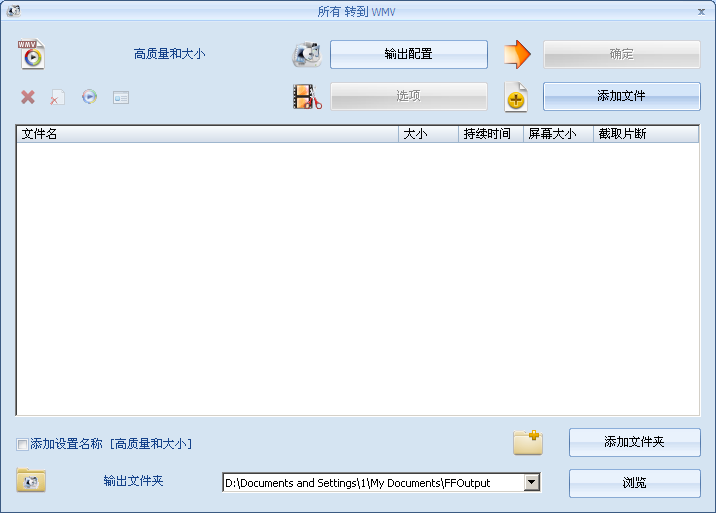 所有 转到 WMV
x
WMV
高质量和大小
输出配置
确定
选项
添加文件
文件名 大小 持续时间 屏幕大小 截取片断
添加设置名称 [高质量和大小]
添加文件夹
输出文件夹
D:\Documents and Settings\1\My Documents\FFOutput
浏览